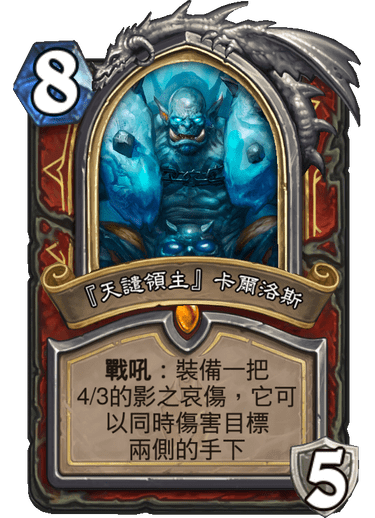 8
『天譴領主』卡爾洛斯
戰吼：裝備一把
4/3的影之哀傷，它可
以同時傷害目標
兩側的手下
5